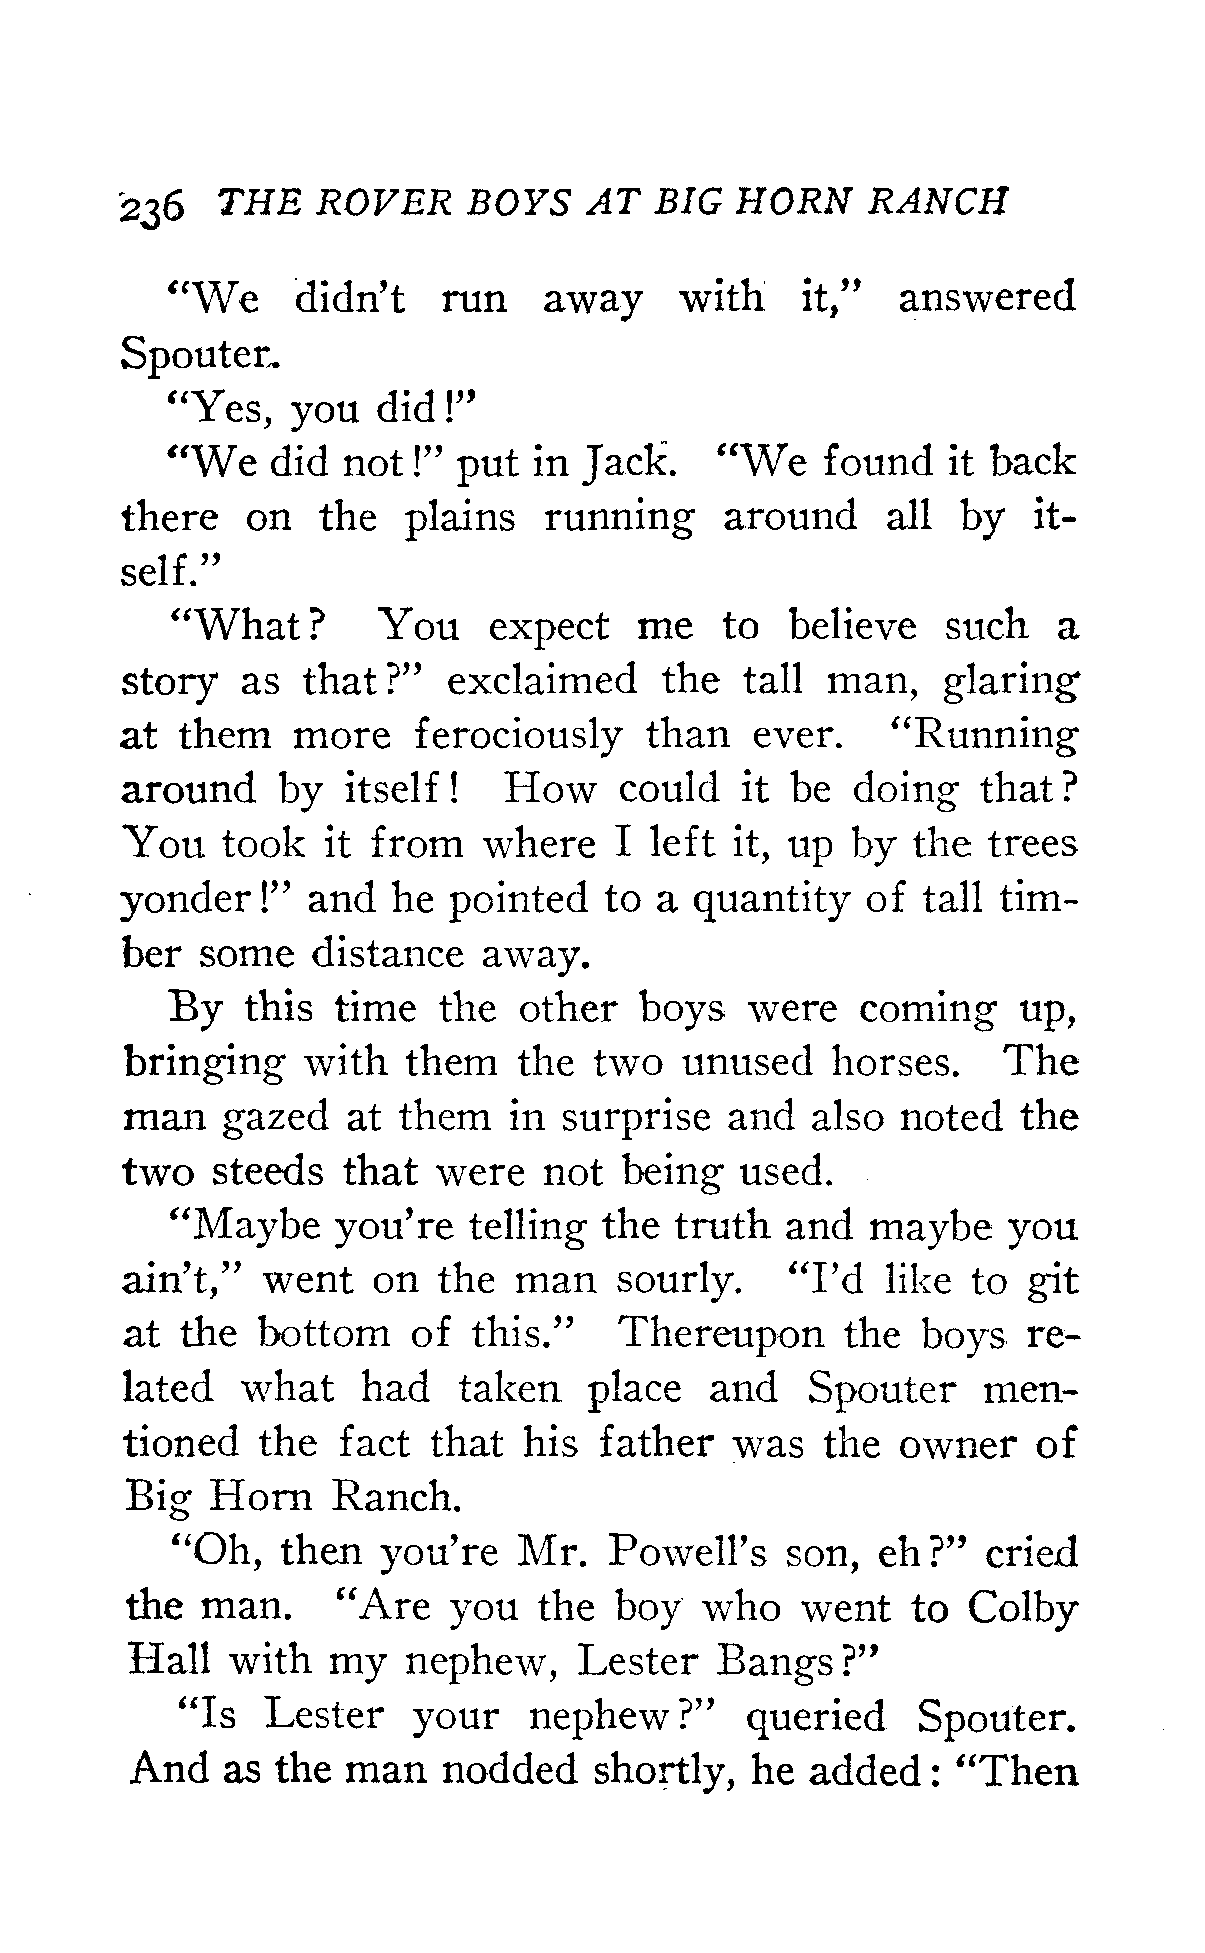 236 THE ROVER BOYS AT BIG HORN RANCH
“We didn’t run away with it,” answered
Spouter.
“Yes, you did!”
“We did not!” put in Jack. “We found it back
there on the plains running around all by it-
self.”
“What? You expect me to believe such a
story as that?” exclaimed the tall man, glaring
at them more ferociously than ever. “Running
around by itself! How could it be doing that?
You took it from where I left it, up by the trees
yonder!” and he pointed to a quantity of tall tim-
ber some distance away.
By this time the other boys were coming up,
bringing with them the two unused horses. The
man gazed at them in surprise and also noted the
two steeds that were not being used.
“Maybe you’re telling the truth and maybe you
ain’t,” went on the man sourly. “I’d like to git
at the bottom of this.” Thereupon the boys re-
lated what had taken place and Spouter men-
tioned the fact that his father was the owner of
Big Horn Ranch.
“Oh, then you’re Mr. Powell’s son, eh?” cried
the man. “Are you the boy who went to Colby
Hall with my nephew, Lester Bangs?”
“Is Lester your nephew?” queried Spouter.
And as the man nodded shortly, he added: “Then